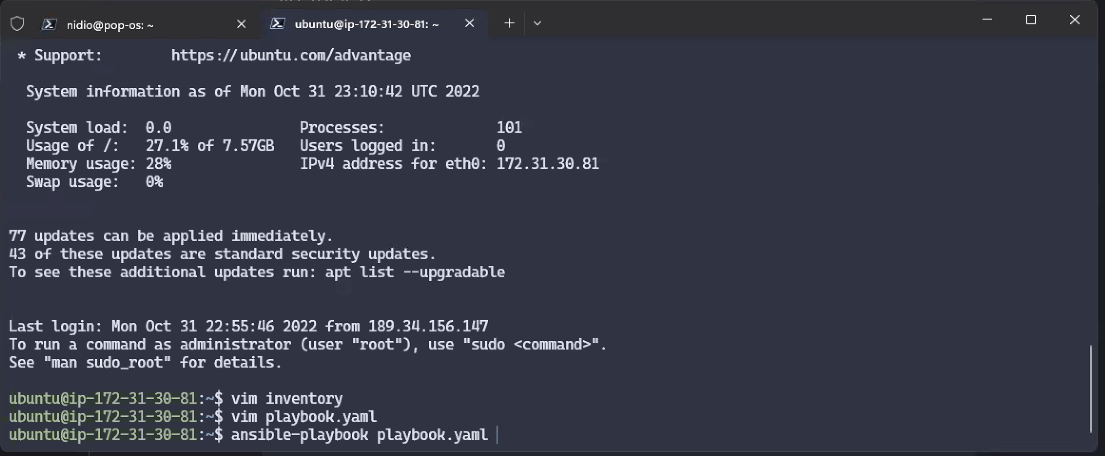 nidio@pop-os: ~
ubuntu@ip-172-31-30-81: ~
* Support: https://ubuntu.com/advantage
System information as of Mon Oct 31 23:10:42 UTC 2022
System load: 0.0 Processes: 101
Usage of /: 27.1% of 7.57GB Users logged in: 0
Memory usage: 28% IPv4 address for eth0: 172.31.30.81
Swap usage: 0%
77 updates can be applied immediately.
43 of these updates are standard security updates.
To see these additional updates run: apt list --upgradable
Last login: Mon Oct 31 22:55:46 2022 from 189.34.156.147
To run a command as administrator (user "root"), use "sudo <command>".
See "man sudo_root" for details.
ubuntu@ip-172-31-30-81:~$ vim inventory
ubuntu@ip-172-31-30-81:~$ vim playbook.yaml
ubuntu@ip-172-31-30-81:~$ ansible-playbook playbook.yaml